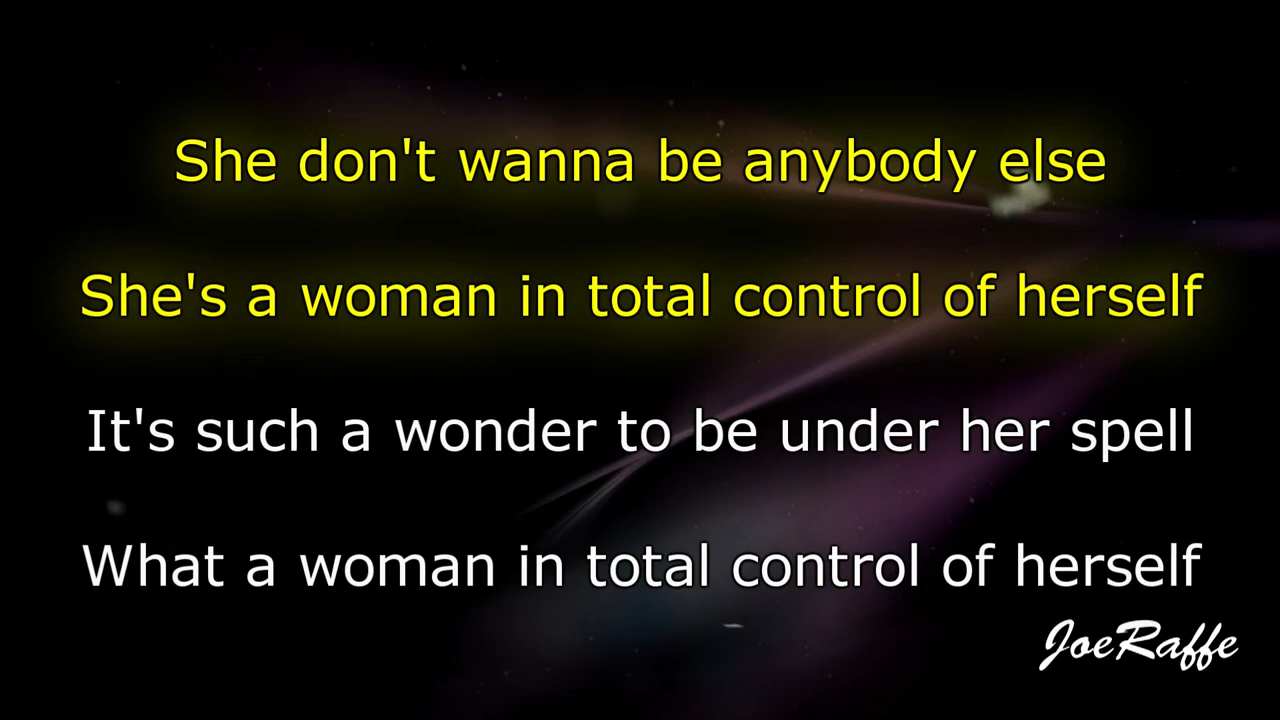 She don't wanna be anybody else
She's a woman in total control of herself
It's such a wonder to be under her spell
What a woman in total control of herself
JoeRaffe